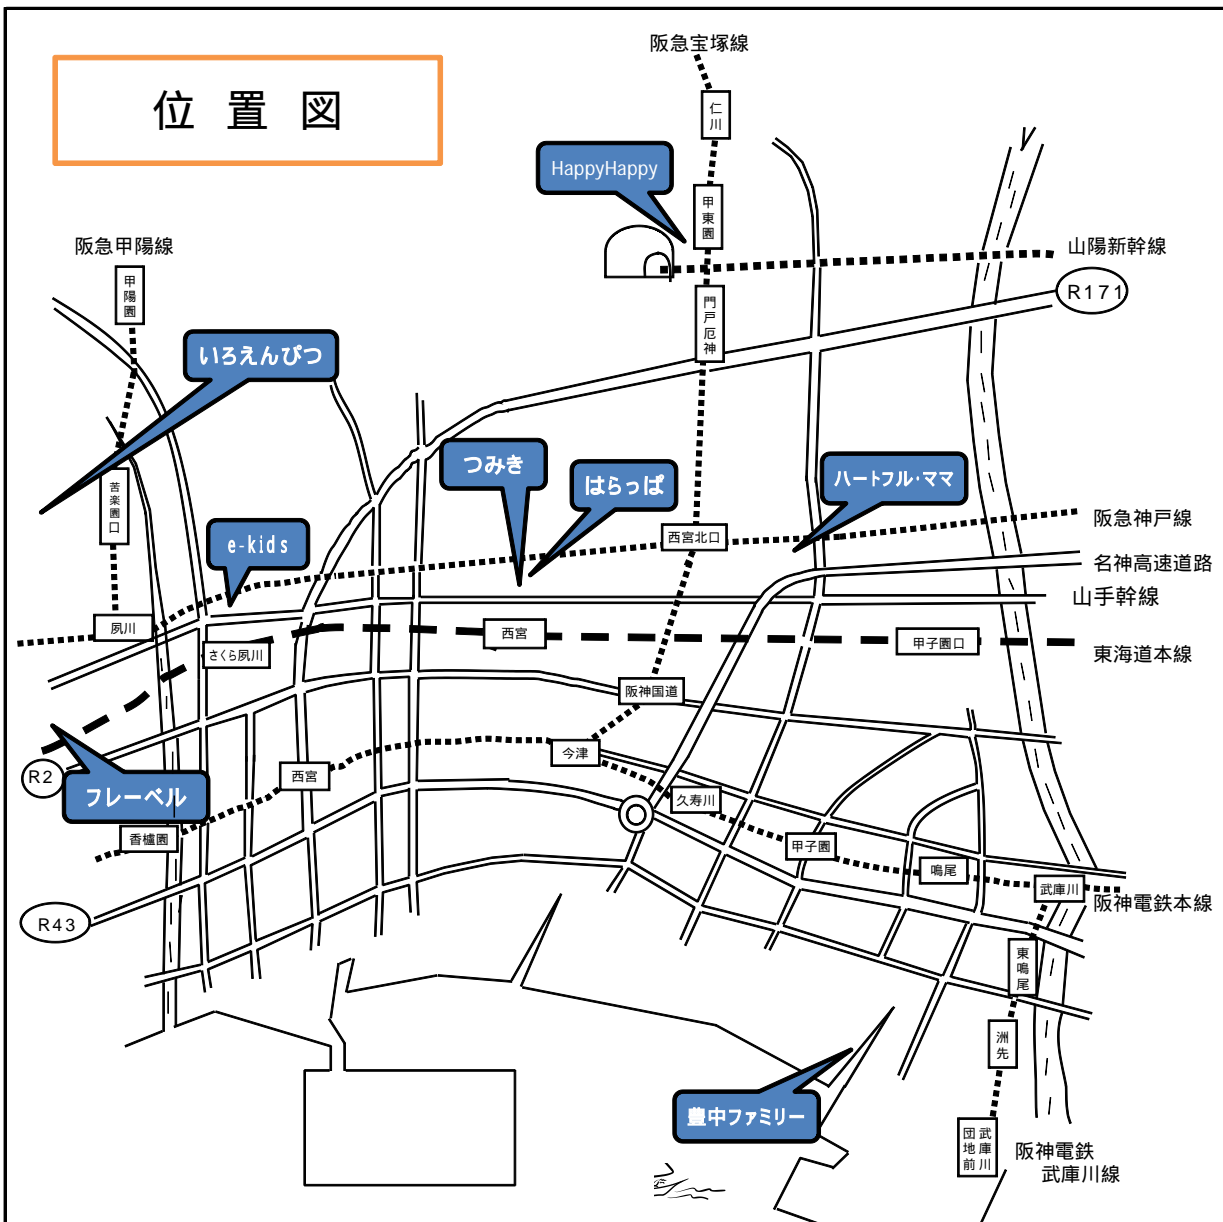 位置図
阪急宝塚線
仁川
HappyHappy
甲東園
阪急甲陽線
山陽新幹線
甲陽園
R171
門戸厄神
いろえんぴつ
つみき
はらっぱ
ハートフル・ママ
苦楽園口
阪急神戸線
e-kids
西宮北口
名神高速道路
山手幹線
夙川
西宮
さくら夙川
甲子園口
東海道本線
阪神国道
今津
R2
西宮
フレーベル
久寿川
香櫨園
甲子園
鳴尾
武庫川
阪神電鉄本線
R43
東鳴尾
洲先
豊中ファミリー
武庫川
団地前
阪神電鉄
武庫川線